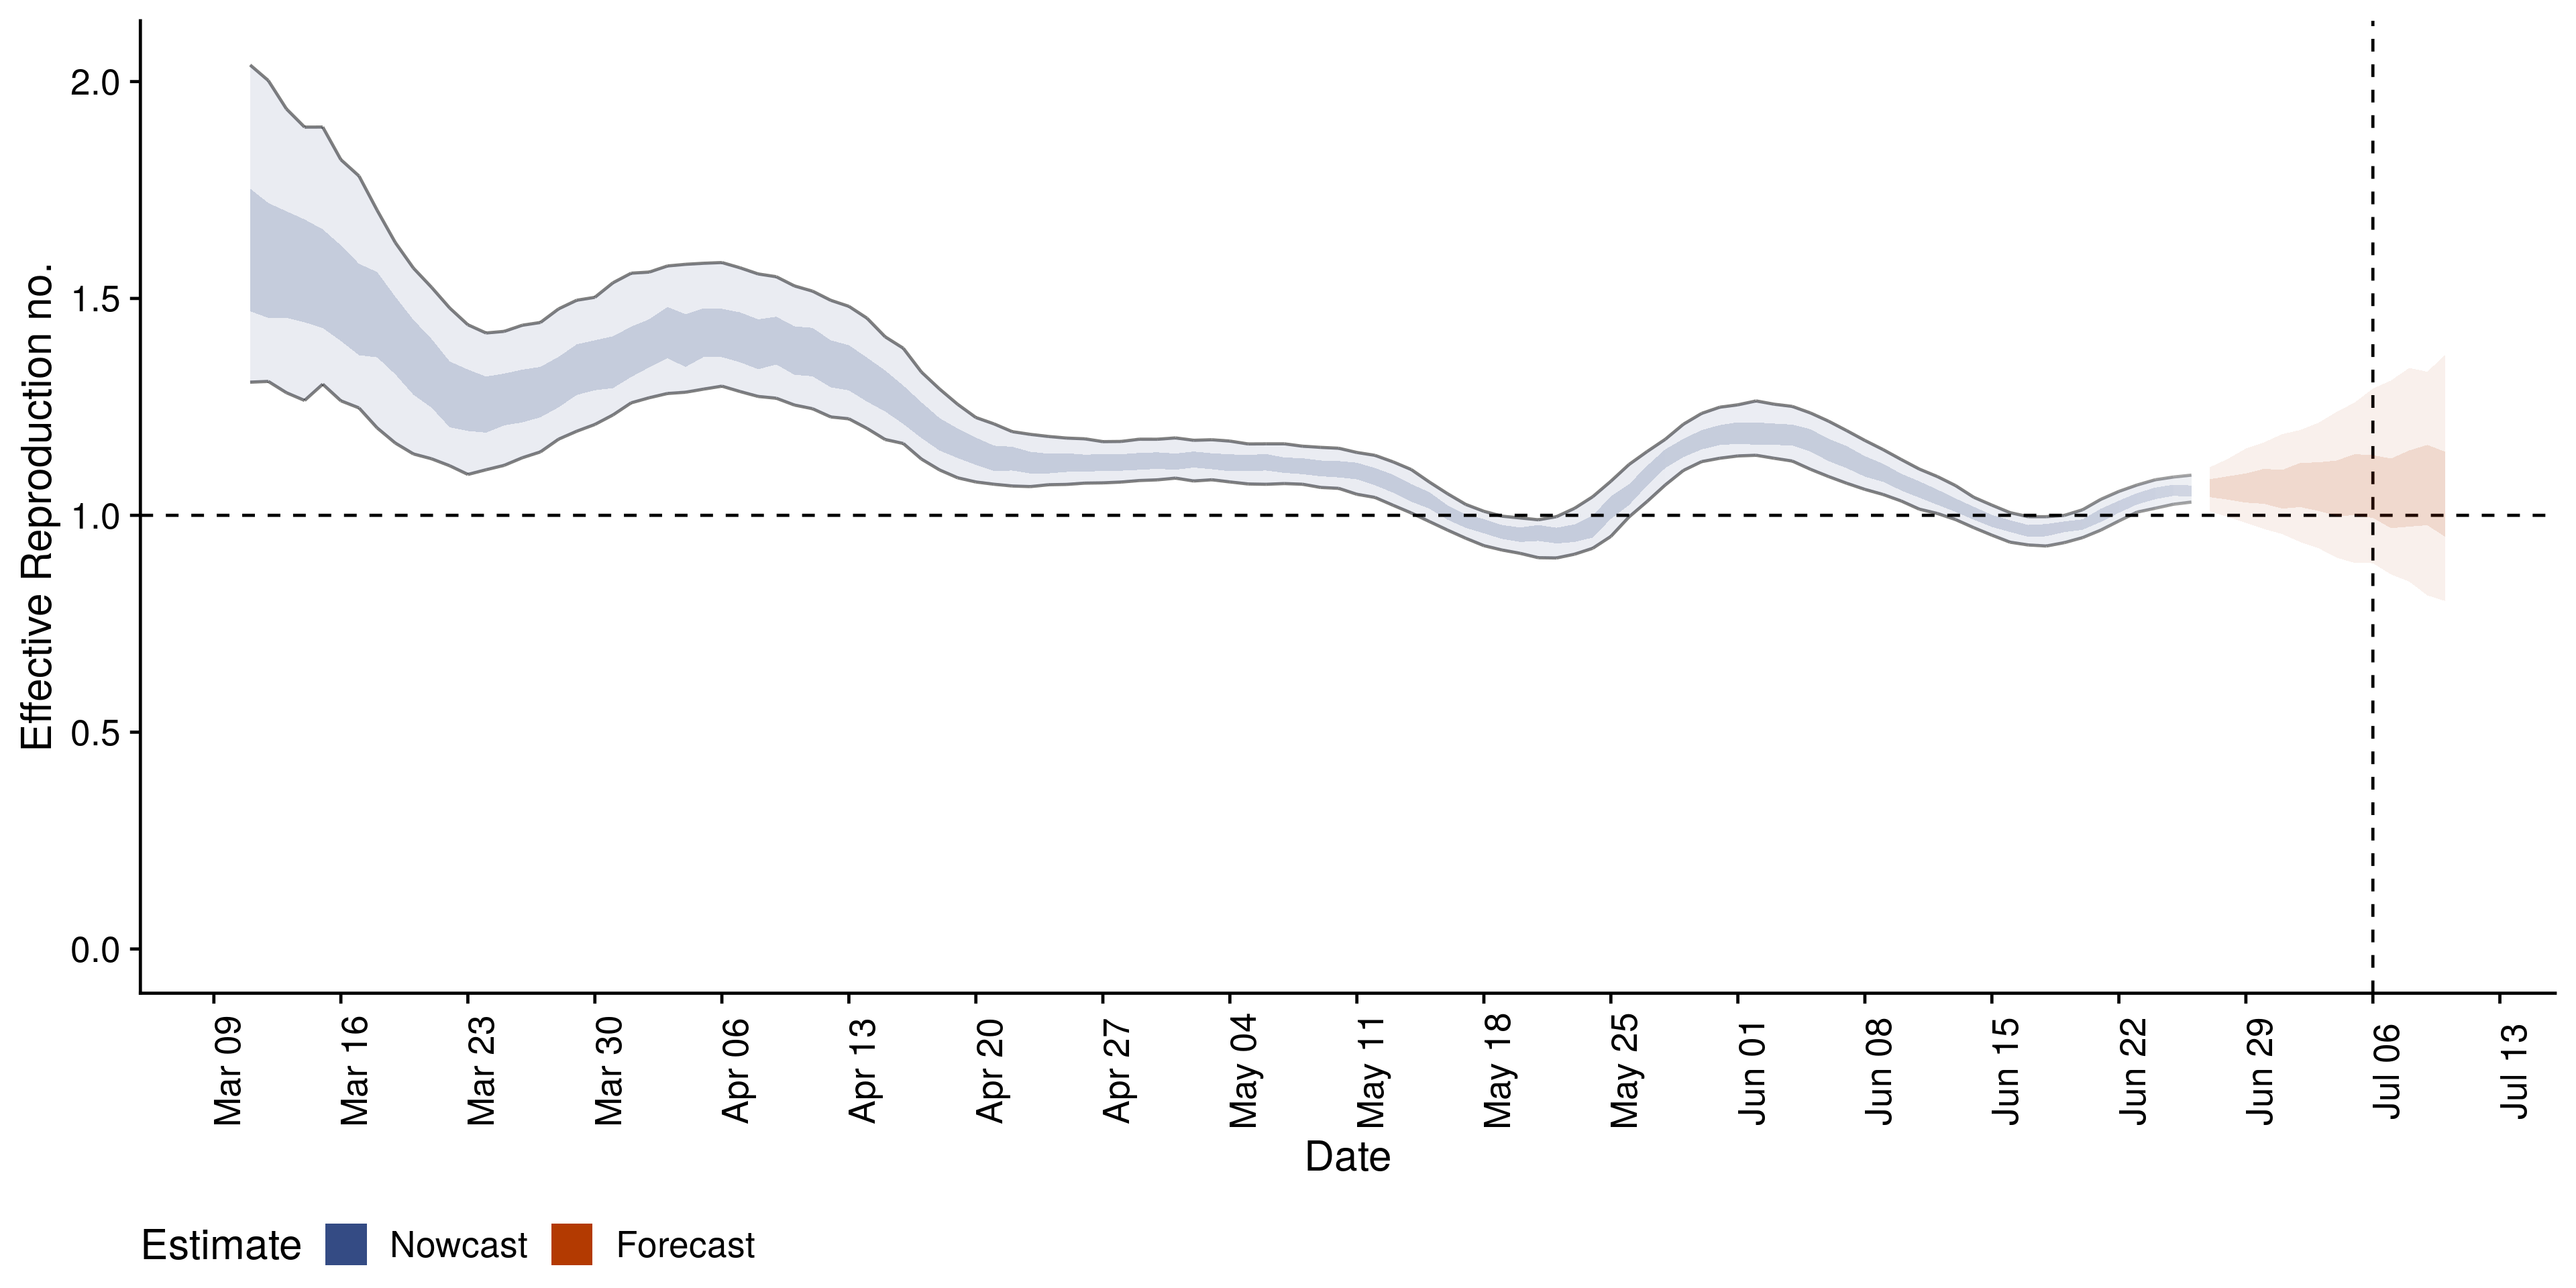 Effective Reproduction no.
2.0
1.5
1.0
0.5
0.0
Mar 09
Mar 16
Mar 23
Mar 30
Apr 06
Apr 13
Apr 20
Apr 27
May 04
May 11
May 18
May 25
Jun 01
Jun 08
Jun 15
Jun 22
Jun 29
Jul 06
Jul 13
Date
Estimate Nowcast Forecast